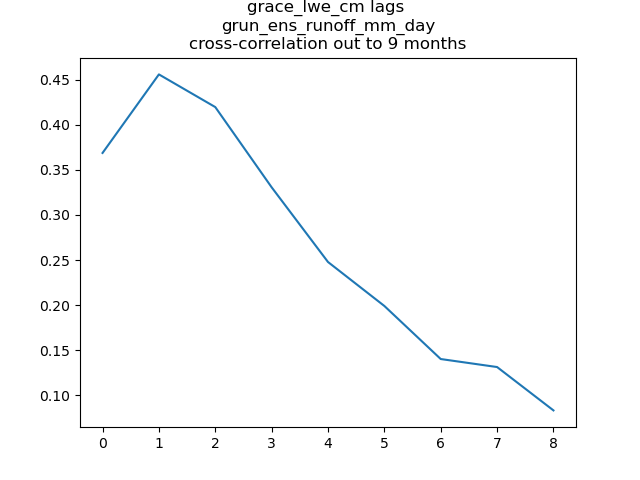 grace_lwe_cm lags
grun_ens_runoff_mm_day
cross-correlation out to 9 months
0.45
0.40
0.35
0.30
0.25
0.20
0.15
0.10
0 1 2 3 4 5 6 7 8